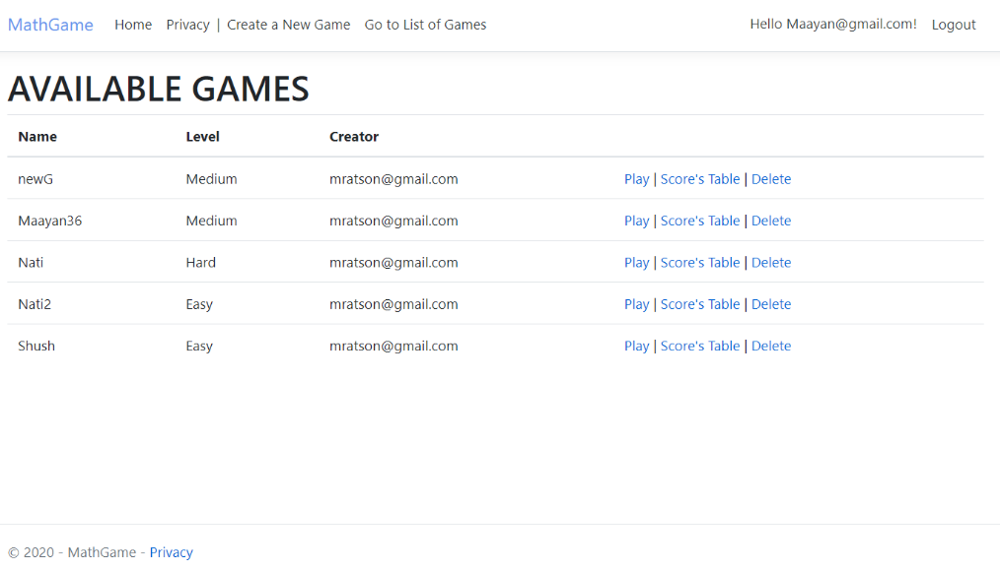 MathGame Home Privacy | Create a New Game Go to List of Games Hello Maayan@gmail.com! Logout
AVAILABLE GAMES
Name Level Creator
newG Medium mratson@gmail.com Play | Score's Table | Delete
Maayan36 Medium mratson@gmail.com Play | Score's Table | Delete
Nati Hard mratson@gmail.com Play | Score's Table | Delete
Nati2 Easy mratson@gmail.com Play | Score's Table | Delete
Shush Easy mratson@gmail.com Play | Score's Table | Delete
© 2020 - MathGame - Privacy